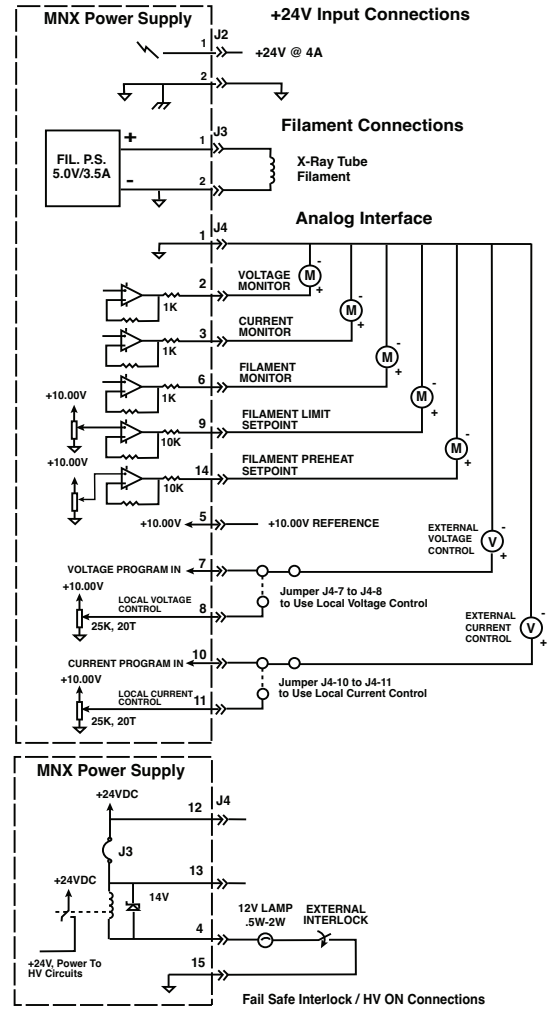 MNX Power Supply
+24V Input Connections
J2
1
+24V @ 4A
2
Filament Connections
J3
+
1
FIL. P.S.
5.0V/3.5A
X-Ray Tube
Filament
-
2
Analog Interface
J4
1
2
VOLTAGE
MONITOR
1K
M
-
+
3
CURRENT
MONITOR
1K
M
-
+
6
FILAMENT
MONITOR
1K
M
-
+
+10.00V
9
FILAMENT LIMIT
SETPOINT
10K
M
-
+
+10.00V
14
FILAMENT PREHEAT
SETPOINT
10K
M
-
+
+10.00V
5
+10.00V REFERENCE
EXTERNAL
VOLTAGE
CONTROL
V
-
+
VOLTAGE PROGRAM IN
7
+10.00V
LOCAL VOLTAGE
CONTROL
8
25K, 20T
Jumper J4-7 to J4-8
to Use Local Voltage Control
EXTERNAL
CURRENT
CONTROL
V
-
+
CURRENT PROGRAM IN
10
+10.00V
LOCAL CURRENT
CONTROL
11
25K, 20T
Jumper J4-10 to J4-11
to Use Local Current Control
MNX Power Supply
+24VDC
12
J4
J3
13
+24VDC
14V
4
12V LAMP
.5W-2W
EXTERNAL
INTERLOCK
15
+24V, Power To
HV Circuits
Fail Safe Interlock / HV ON Connections